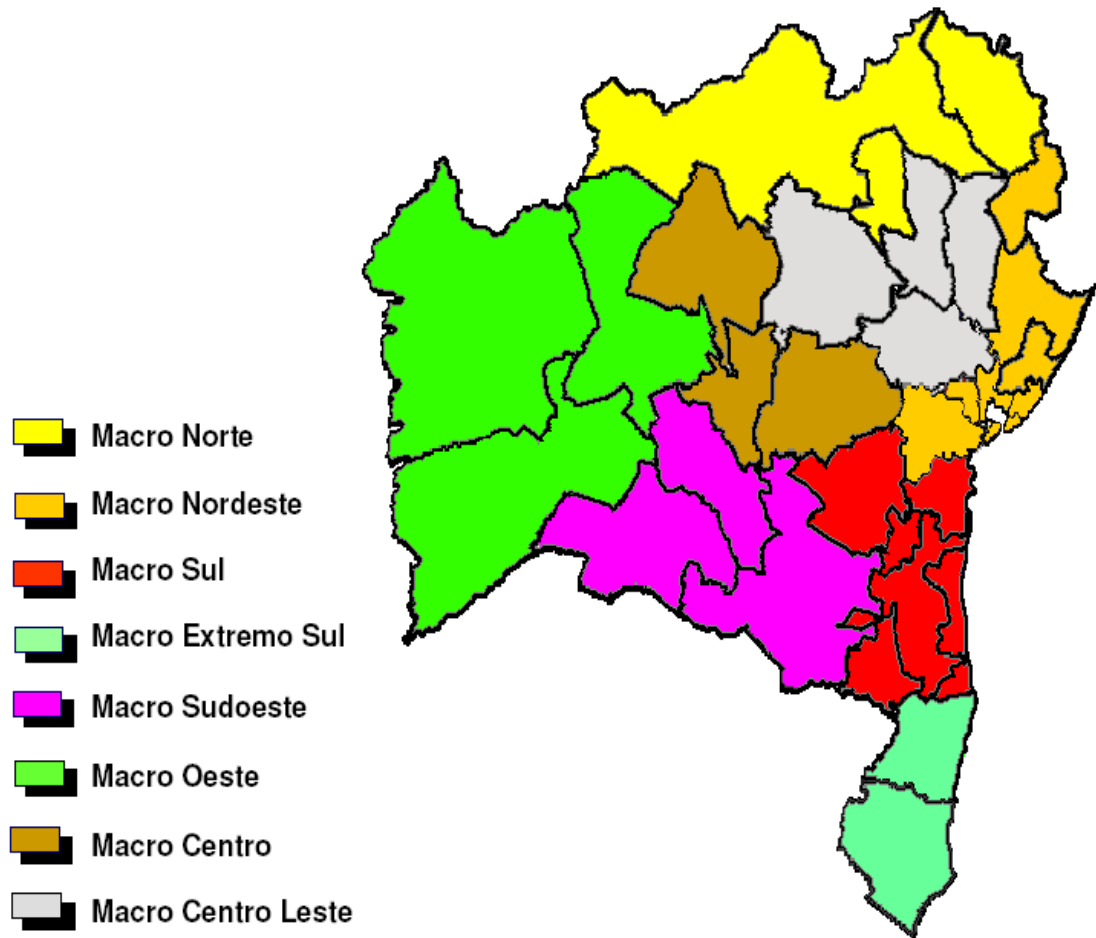 Macro Norte
Macro Nordeste
Macro Sul
Macro Extremo Sul
Macro Sudoeste
Macro Oeste
Macro Centro
Macro Centro Leste